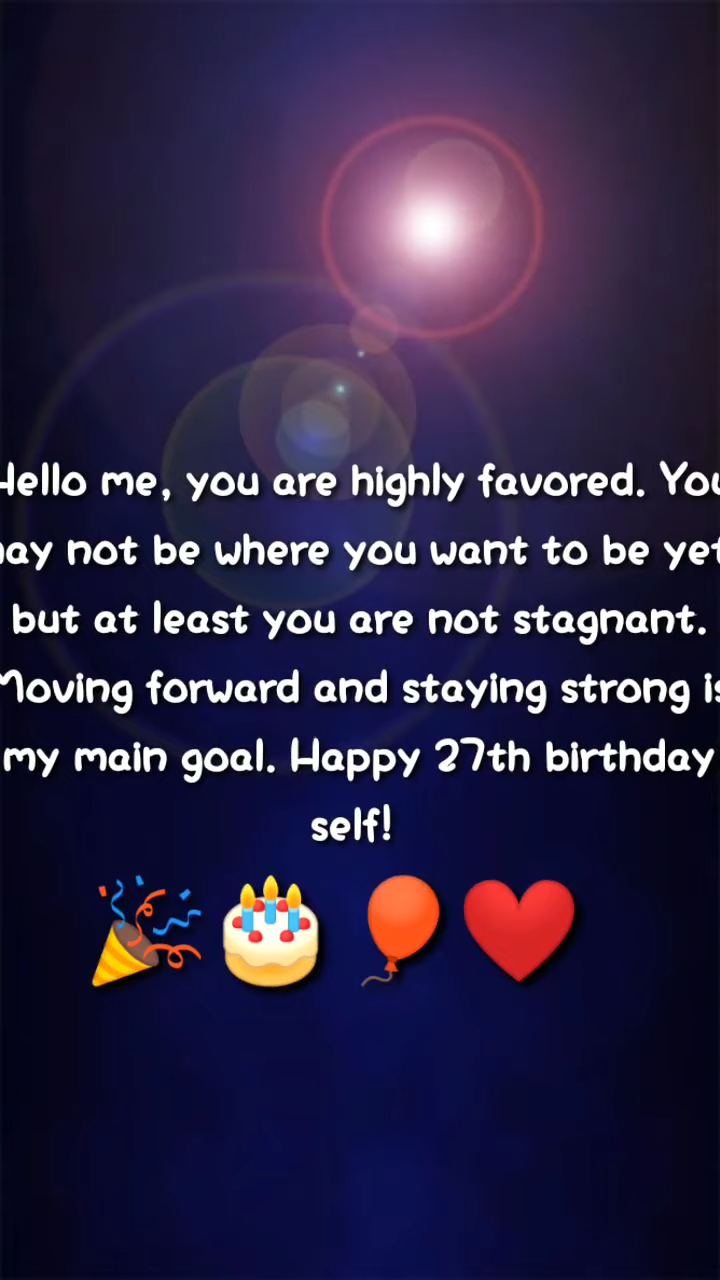 Hello me, you are highly favored. You
may not be where you want to be yet
but at least you are not stagnant.
Moving forward and staying strong is
my main goal. Happy 27th birthday
self!
🎉🎂🎈❤️